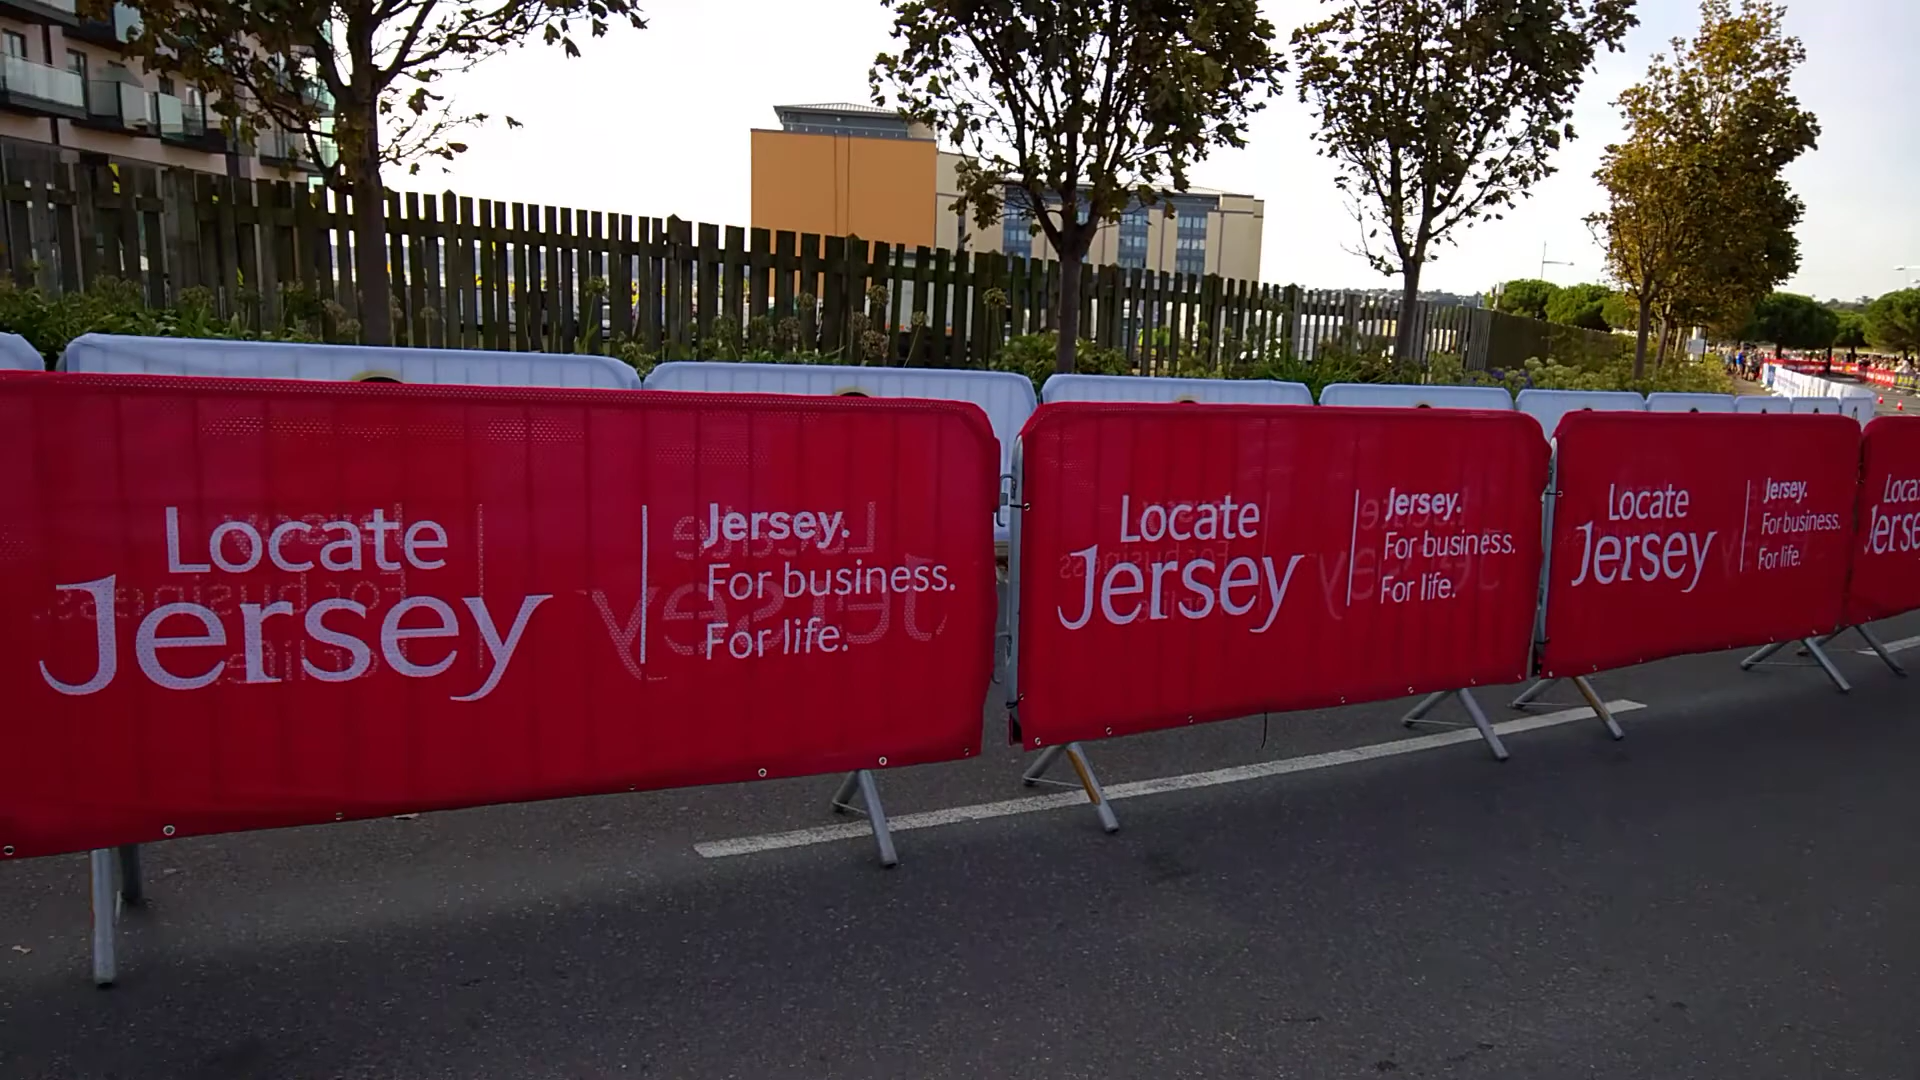 Locate
Jersey
Jersey.
For business.
For life.
Locate
Jersey
Jersey.
For business.
For life.
Locate
Jersey
Jersey.
For business.
For life.